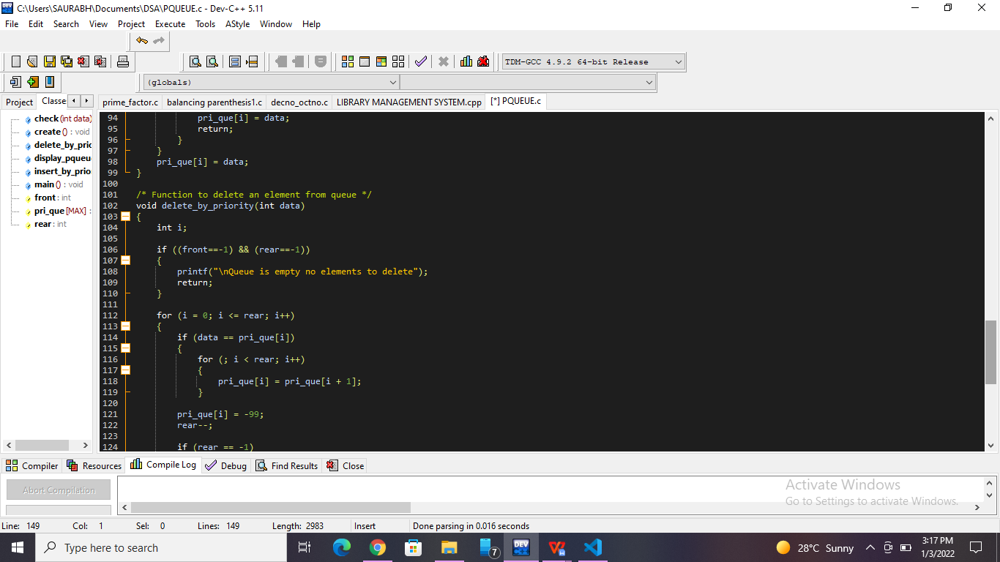 C:\Users\SAURABH\Documents\DSA\PQUEUE.c - Dev-C++ 5.11
File Edit Search View Project Execute Tools AStyle Window Help
TDM-GCC 4.9.2 64-bit Release
(globals)
Project Classe prime_factor.c balancing parenthesis1.c decno_octno.c LIBRARY MANAGEMENT SYSTEM.cpp [*] PQUEUE.c
check (int data)
create () : void
delete_by_pric
display_pqueu
insert_by_prio
main () : void
front : int
pri_que [MAX] :
rear : int
94 pri_que[i] = data;
95 return;
96 }
97 }
98 pri_que[i] = data;
99 }
100
101 /* Function to delete an element from queue */
102 void delete_by_priority(int data)
103 {
104 int i;
105
106 if ((front==-1) && (rear==-1))
107 {
108 printf("\nQueue is empty no elements to delete");
109 return;
110 }
111
112 for (i = 0; i <= rear; i++)
113 {
114 if (data == pri_que[i])
115 {
116 for (; i < rear; i++)
117 {
118 pri_que[i] = pri_que[i + 1];
119 }
120
121 pri_que[i] = -99;
122 rear--;
123
124 if (rear == -1)
Compiler Resources Compile Log Debug Find Results Close
Abort Compilation
Activate Windows
Go to Settings to activate Windows.
Line: 149 Col: 1 Sel: 0 Lines: 149 Length: 2983 Insert Done parsing in 0.016 seconds
Type here to search
7
DEV
28°C Sunny
3:17 PM
1/3/2022